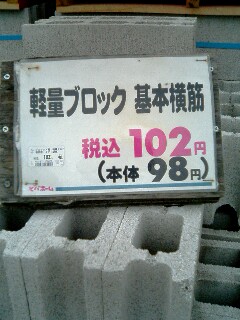 軽量ブロック 基本横筋
税込 102円
(本体 98円)